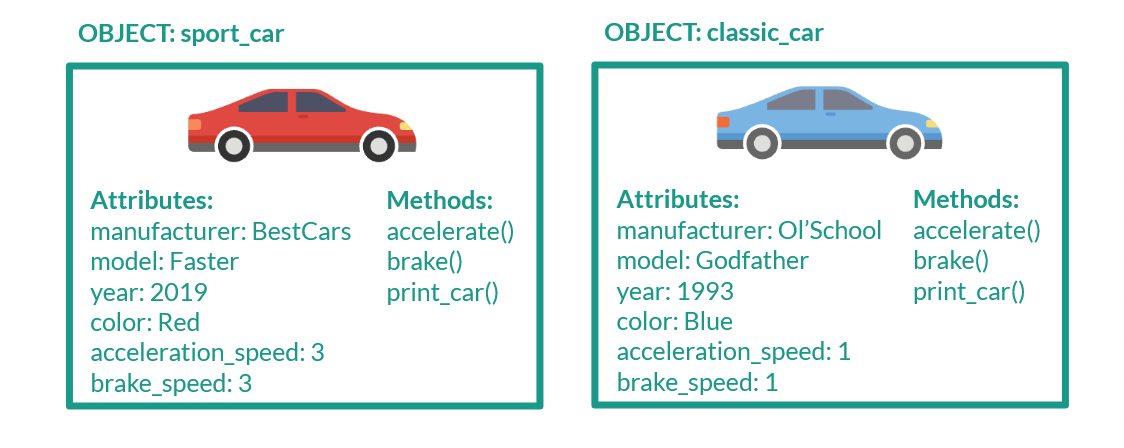 OBJECT: sport_car
Attributes:
manufacturer: BestCars
model: Faster
year: 2019
color: Red
acceleration_speed: 3
brake_speed: 3
Methods:
accelerate()
brake()
print_car()
OBJECT: classic_car
Attributes:
manufacturer: Ol’School
model: Godfather
year: 1993
color: Blue
acceleration_speed: 1
brake_speed: 1
Methods:
accelerate()
brake()
print_car()